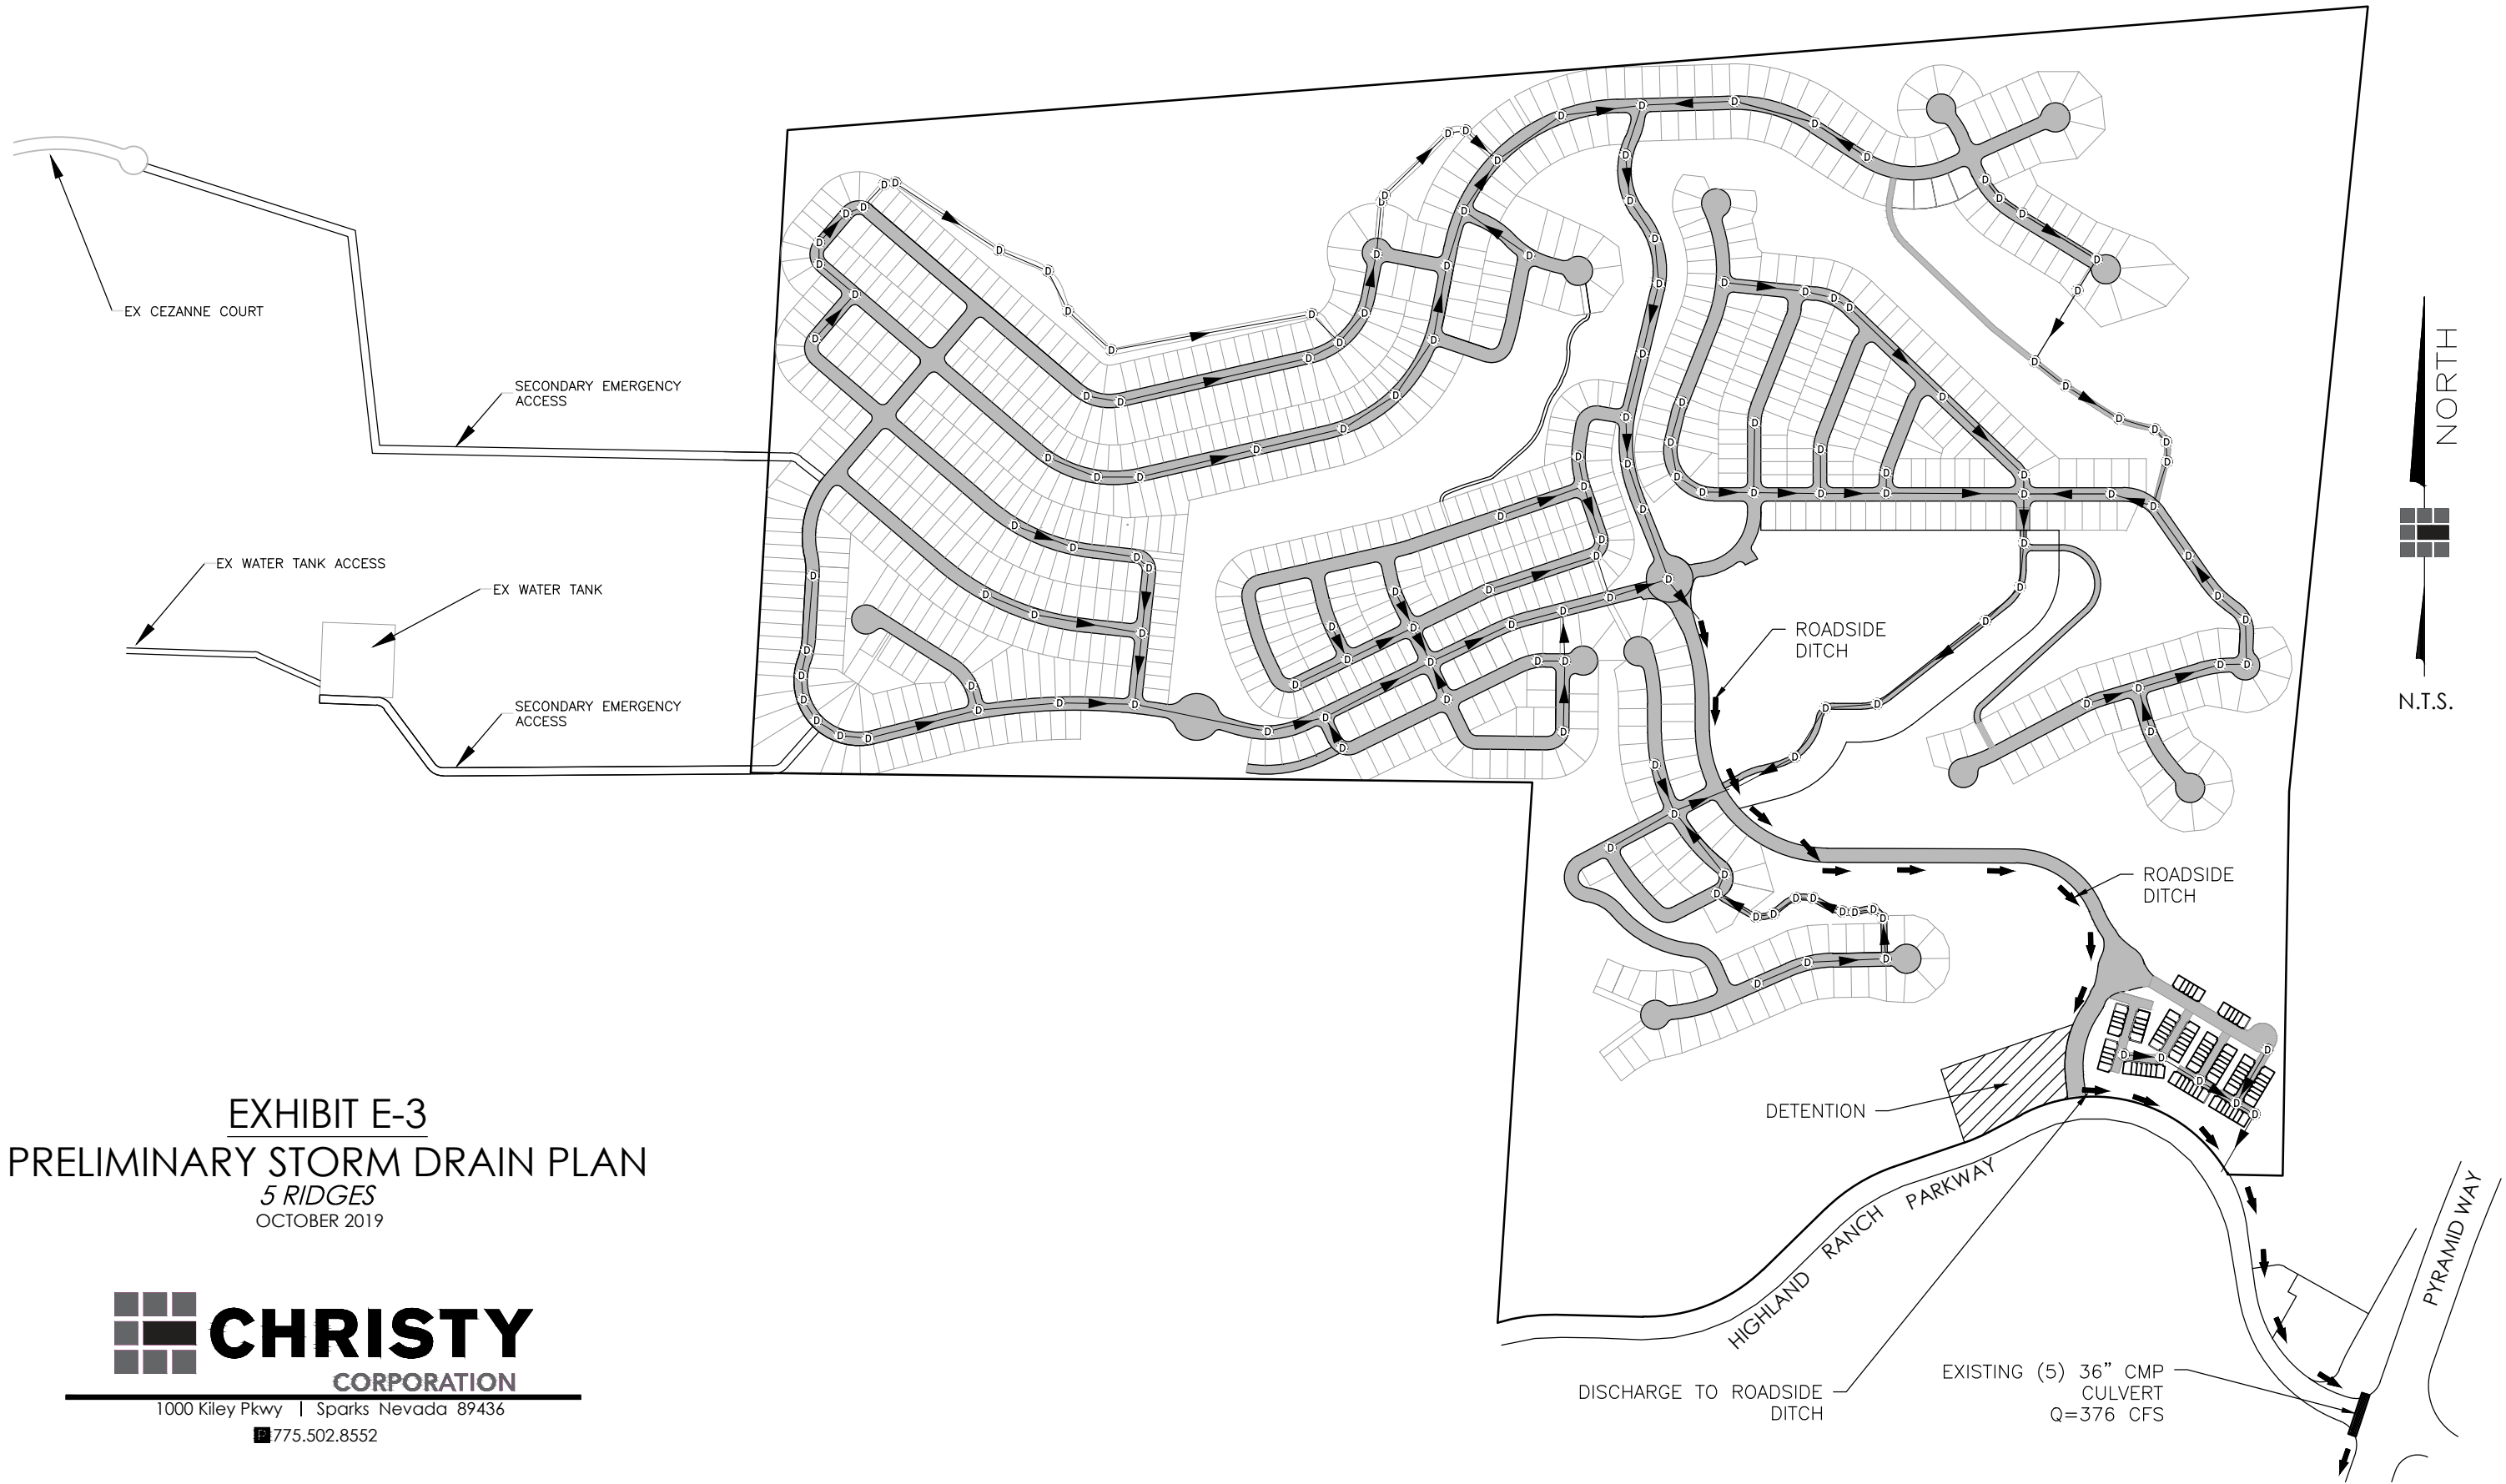 EX CEZANNE COURT
SECONDARY EMERGENCY
ACCESS
EX WATER TANK ACCESS
EX WATER TANK
SECONDARY EMERGENCY
ACCESS
NORTH
N.T.S.
ROADSIDE
DITCH
ROADSIDE
DITCH
DETENTION
HIGHLAND RANCH PARKWAY
PYRAMID WAY
DISCHARGE TO ROADSIDE
DITCH
EXISTING (5) 36” CMP
CULVERT
Q=376 CFS
EXHIBIT E-3
PRELIMINARY STORM DRAIN PLAN
5 RIDGES
OCTOBER 2019
CHRISTY
CORPORATION
1000 Kiley Pkwy | Sparks Nevada 89436
775.502.8552